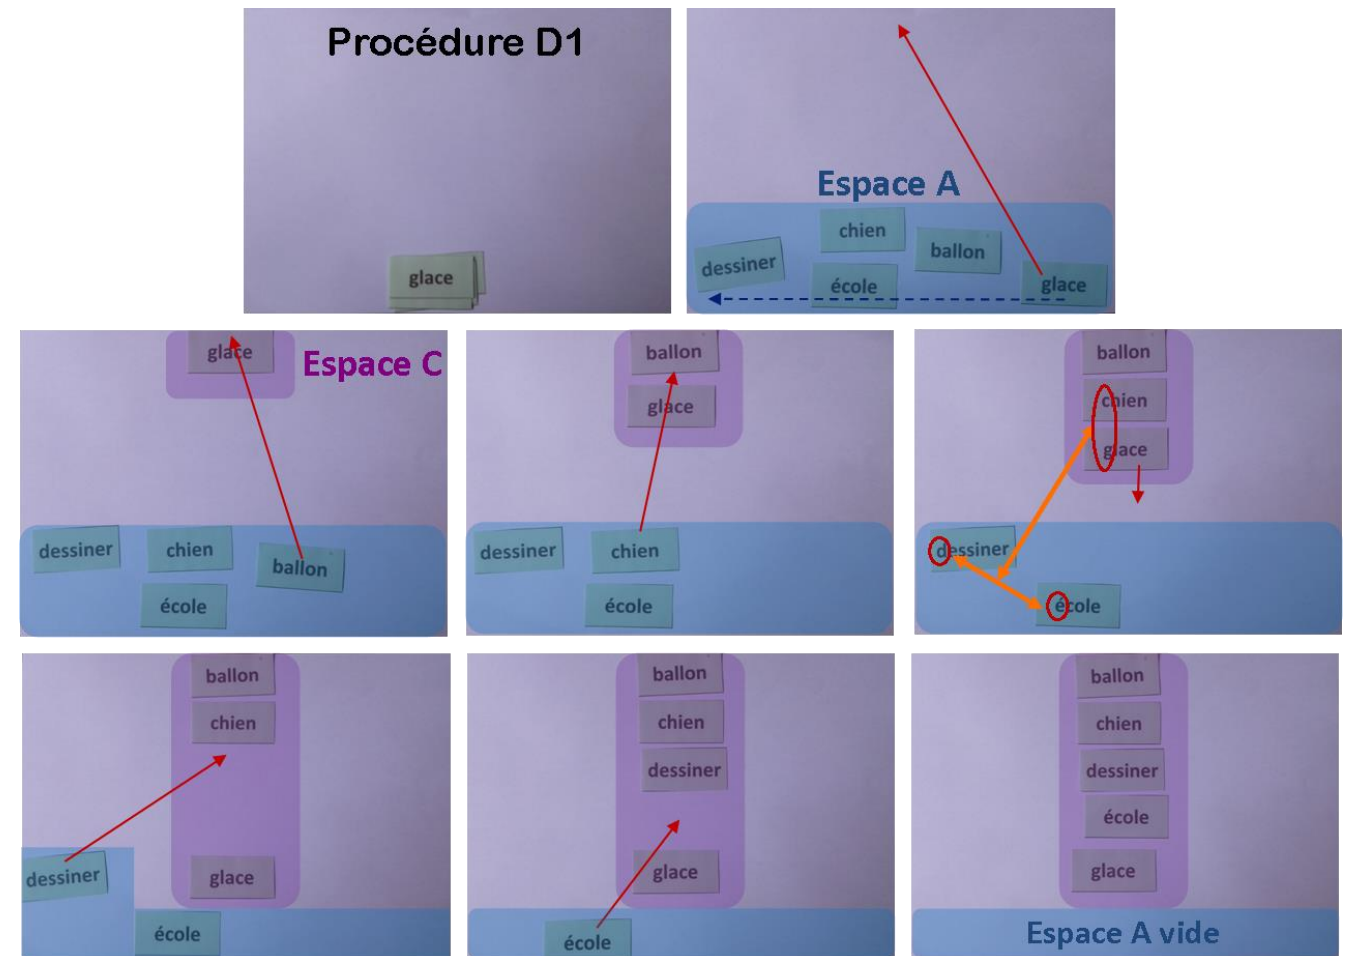 Procédure D1
glace
Espace A
chien
ballon
dessiner
école
glace
glace
Espace C
dessiner
chien
ballon
école
ballon
glace
dessiner
chien
école
ballon
chien
glace
dessiner
école
ballon
chien
dessiner
glace
école
ballon
chien
dessiner
glace
école
ballon
chien
dessiner
école
glace
Espace A vide